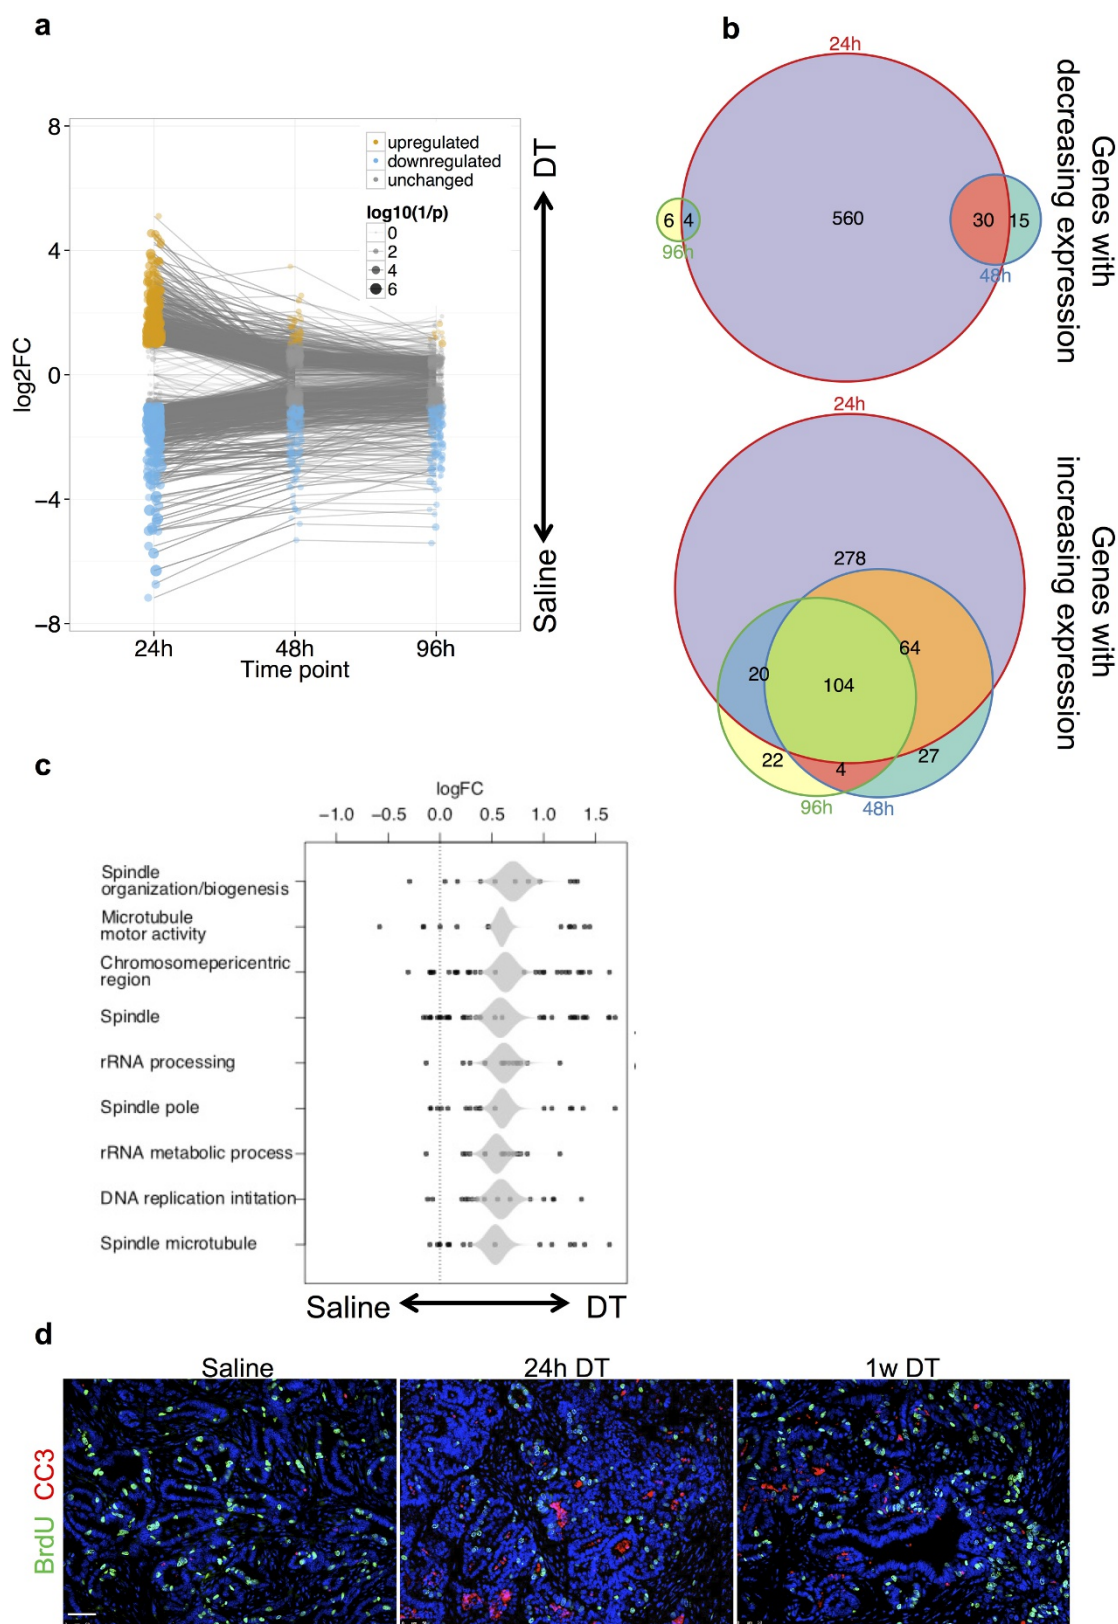 a
8
4
0
−4
−8
log2FC
upregulated
downregulated
unchanged
log10(1/p)
0
2
4
6
24h
48h
96h
Time point
DT
Saline
b
24h
6
4
560
30
15
96h
48h
Genes with
decreasing expression
24h
278
64
20
104
22
4
27
96h
48h
Genes with
increasing expression
c
logFC
−1.0
−0.5
0.0
0.5
1.0
1.5
Spindle
organization/biogenesis
Microtubule
motor activity
Chromosomepericentric
region
Spindle
rRNA processing
Spindle pole
rRNA metabolic process
DNA replication intitation
Spindle microtubule
Saline
DT
d
Saline
24h DT
1w DT
BrdU CC3